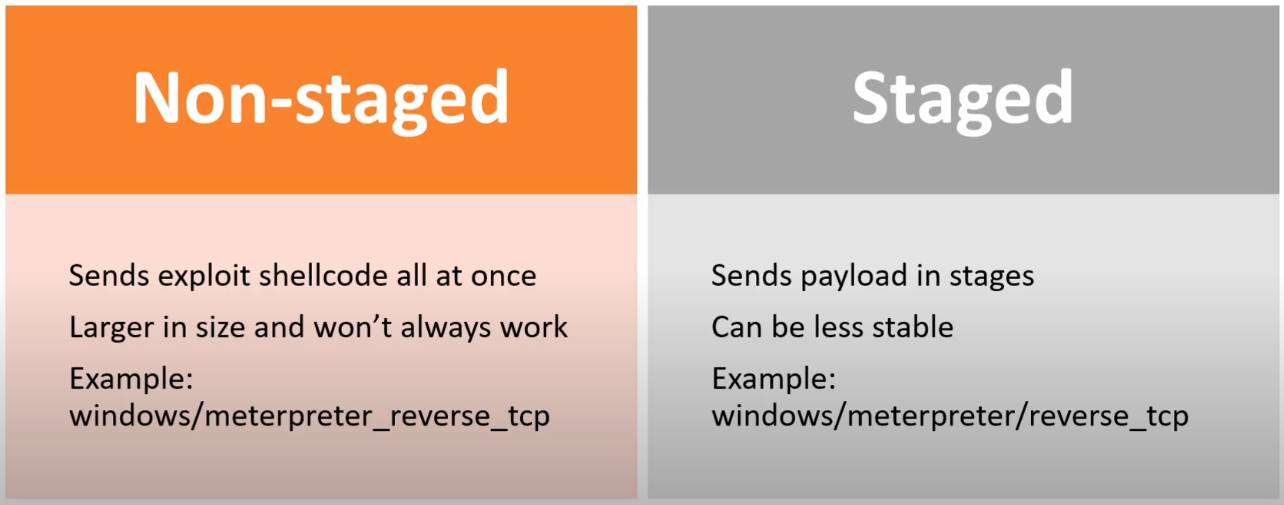 Non-staged
Sends exploit shellcode all at once
Larger in size and won’t always work
Example:
windows/meterpreter_reverse_tcp
Staged
Sends payload in stages
Can be less stable
Example:
windows/meterpreter/reverse_tcp